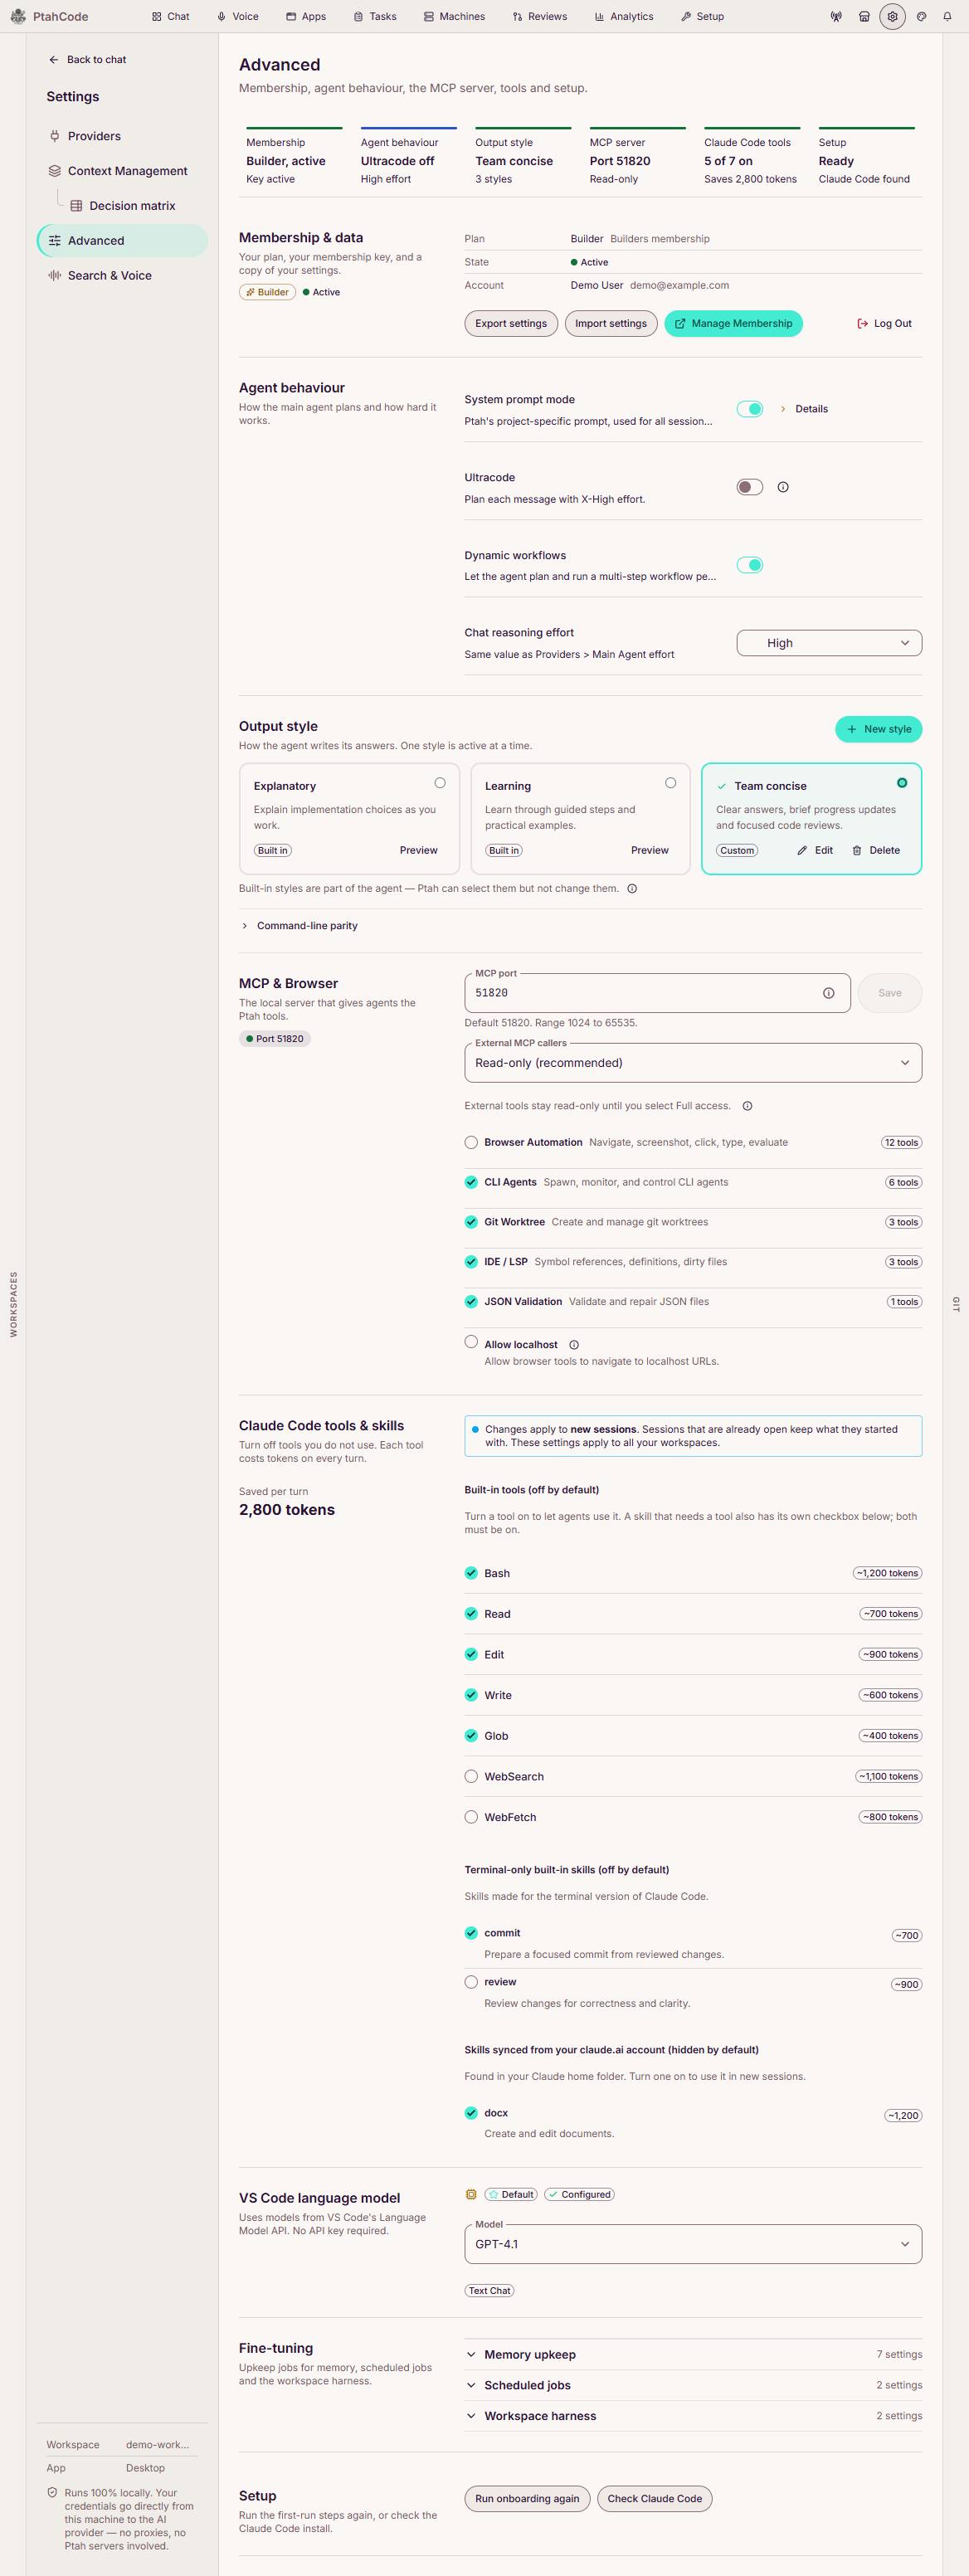 PtahCode
Chat
Voice
Apps
Tasks
Machines
Reviews
Analytics
Setup
WORKSPACES
Back to chat
Settings
Providers
Context Management
Decision matrix
Advanced
Search & Voice
Workspace demo-work...
App Desktop
Runs 100% locally. Your
credentials go directly from
this machine to the AI
provider — no proxies, no
Ptah servers involved.
Advanced
Membership, agent behaviour, the MCP server, tools and setup.
Membership
Builder, active
Key active
Agent behaviour
Ultracode off
High effort
Output style
Team concise
3 styles
MCP server
Port 51820
Read-only
Claude Code tools
5 of 7 on
Saves 2,800 tokens
Setup
Ready
Claude Code found
Membership & data
Your plan, your membership key, and a
copy of your settings.
Builder
Active
Plan Builder Builders membership
State Active
Account Demo User demo@example.com
Export settings
Import settings
Manage Membership
Log Out
Agent behaviour
How the main agent plans and how hard it
works.
System prompt mode
Ptah's project-specific prompt, used for all session...
Details
Ultracode
Plan each message with X-High effort.
Dynamic workflows
Let the agent plan and run a multi-step workflow pe...
Chat reasoning effort
Same value as Providers > Main Agent effort
High
Output style
How the agent writes its answers. One style is active at a time.
New style
Explanatory
Explain implementation choices as you
work.
Built in
Preview
Learning
Learn through guided steps and
practical examples.
Built in
Preview
Team concise
Clear answers, brief progress updates
and focused code reviews.
Custom
Edit
Delete
Built-in styles are part of the agent — Ptah can select them but not change them.
Command-line parity
MCP & Browser
The local server that gives agents the
Ptah tools.
Port 51820
MCP port
51820
Save
Default 51820. Range 1024 to 65535.
External MCP callers
Read-only (recommended)
External tools stay read-only until you select Full access.
Browser Automation Navigate, screenshot, click, type, evaluate 12 tools
CLI Agents Spawn, monitor, and control CLI agents 6 tools
Git Worktree Create and manage git worktrees 3 tools
IDE / LSP Symbol references, definitions, dirty files 3 tools
JSON Validation Validate and repair JSON files 1 tools
Allow localhost
Allow browser tools to navigate to localhost URLs.
Claude Code tools & skills
Turn off tools you do not use. Each tool
costs tokens on every turn.
Saved per turn
2,800 tokens
Changes apply to new sessions. Sessions that are already open keep what they started
with. These settings apply to all your workspaces.
Built-in tools (off by default)
Turn a tool on to let agents use it. A skill that needs a tool also has its own checkbox below; both
must be on.
Bash ~1,200 tokens
Read ~700 tokens
Edit ~900 tokens
Write ~600 tokens
Glob ~400 tokens
WebSearch ~1,100 tokens
WebFetch ~800 tokens
Terminal-only built-in skills (off by default)
Skills made for the terminal version of Claude Code.
commit ~700
Prepare a focused commit from reviewed changes.
review ~900
Review changes for correctness and clarity.
Skills synced from your claude.ai account (hidden by default)
Found in your Claude home folder. Turn one on to use it in new sessions.
docx ~1,200
Create and edit documents.
VS Code language model
Uses models from VS Code's Language
Model API. No API key required.
Default
Configured
Model
GPT-4.1
Text Chat
Fine-tuning
Upkeep jobs for memory, scheduled jobs
and the workspace harness.
Memory upkeep 7 settings
Scheduled jobs 2 settings
Workspace harness 2 settings
Setup
Run the first-run steps again, or check the
Claude Code install.
Run onboarding again
Check Claude Code
GIT